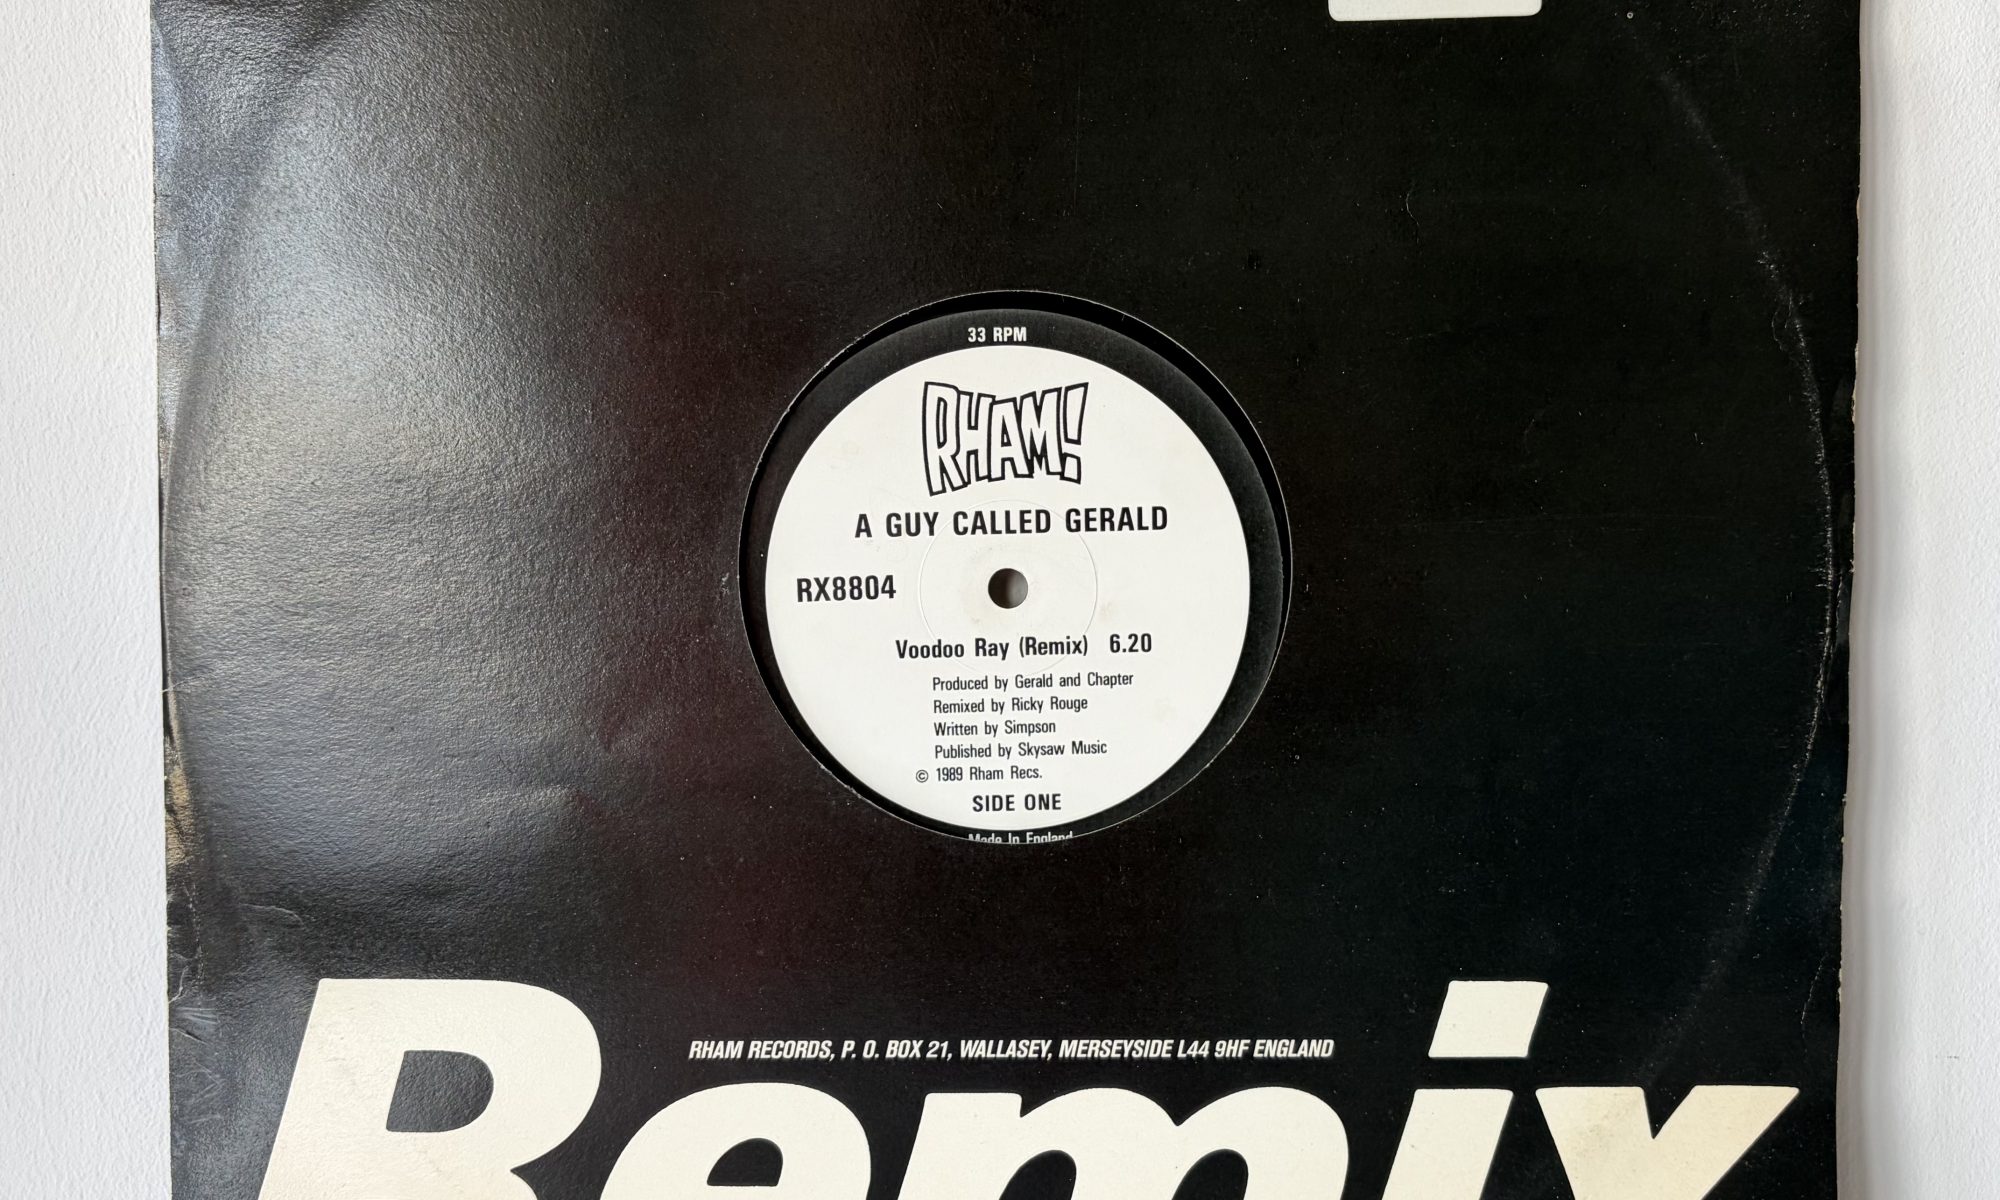 33 RPM
RHAM!
A GUY CALLED GERALD
RX8804
Voodoo Ray (Remix) 6.20
Produced by Gerald and Chapter
Remixed by Ricky Rouge
Written by Simpson
Published by Skysaw Music
© 1989 Rham Recs.
SIDE ONE
Made In England
RHAM RECORDS, P. O. BOX 21, WALLASEY, MERSEYSIDE L44 9HF ENGLAND
Remix